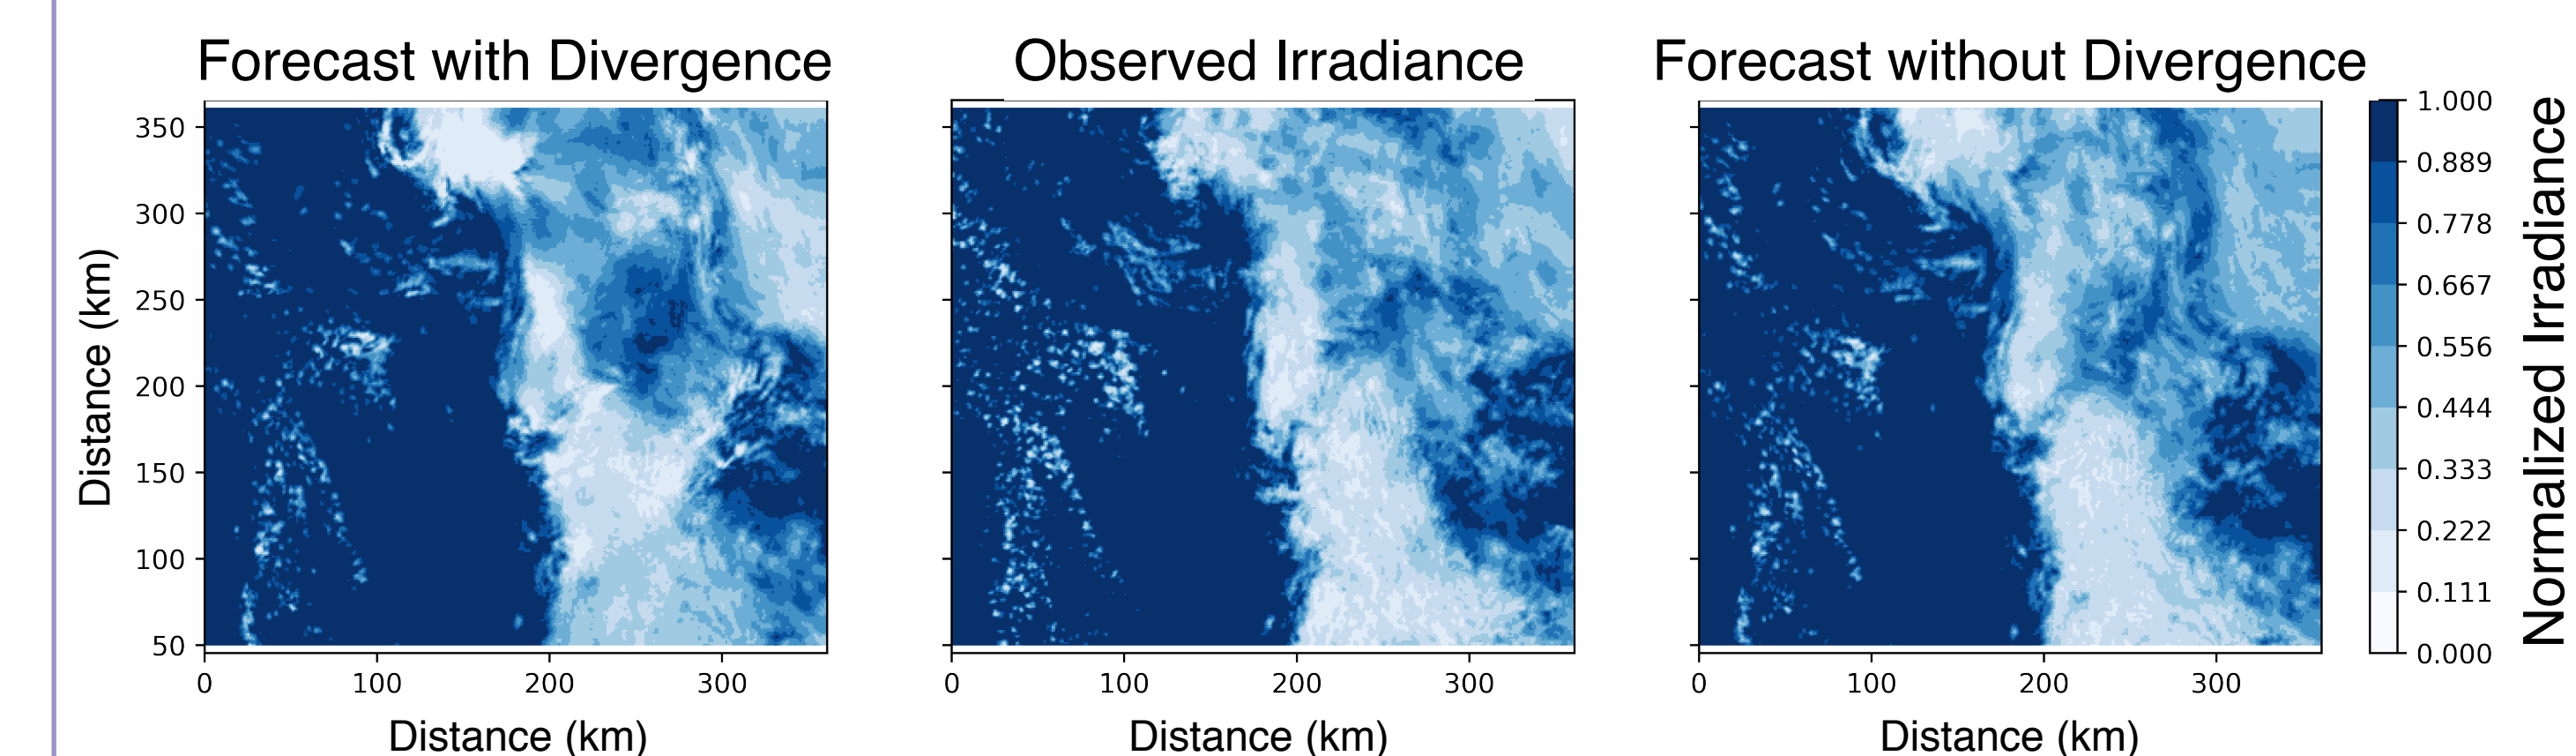 Forecast with Divergence
Observed Irradiance
Forecast without Divergence
350
300
250
200
150
100
50
Distance (km)
0 100 200 300
Distance (km)
0 100 200 300
Distance (km)
0 100 200 300
Distance (km)
1.000
0.889
0.778
0.667
0.556
0.444
0.333
0.222
0.111
0.000
Normalized Irradiance